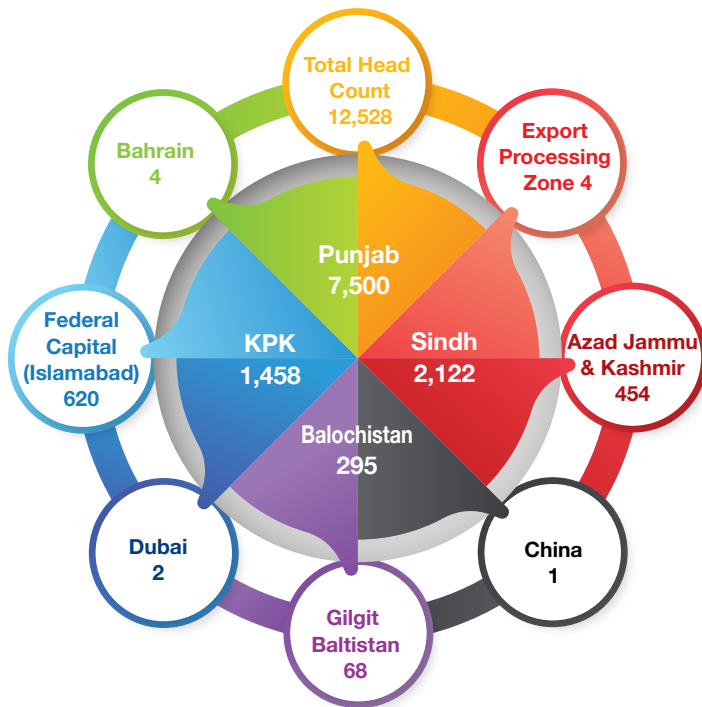 Total Head
Count
12,528
Export
Processing
Zone 4
Azad Jammu
& Kashmir
454
China
1
Gilgit
Baltistan
68
Dubai
2
Federal
Capital
(Islamabad)
620
Bahrain
4
Punjab
7,500
Sindh
2,122
Balochistan
295
KPK
1,458